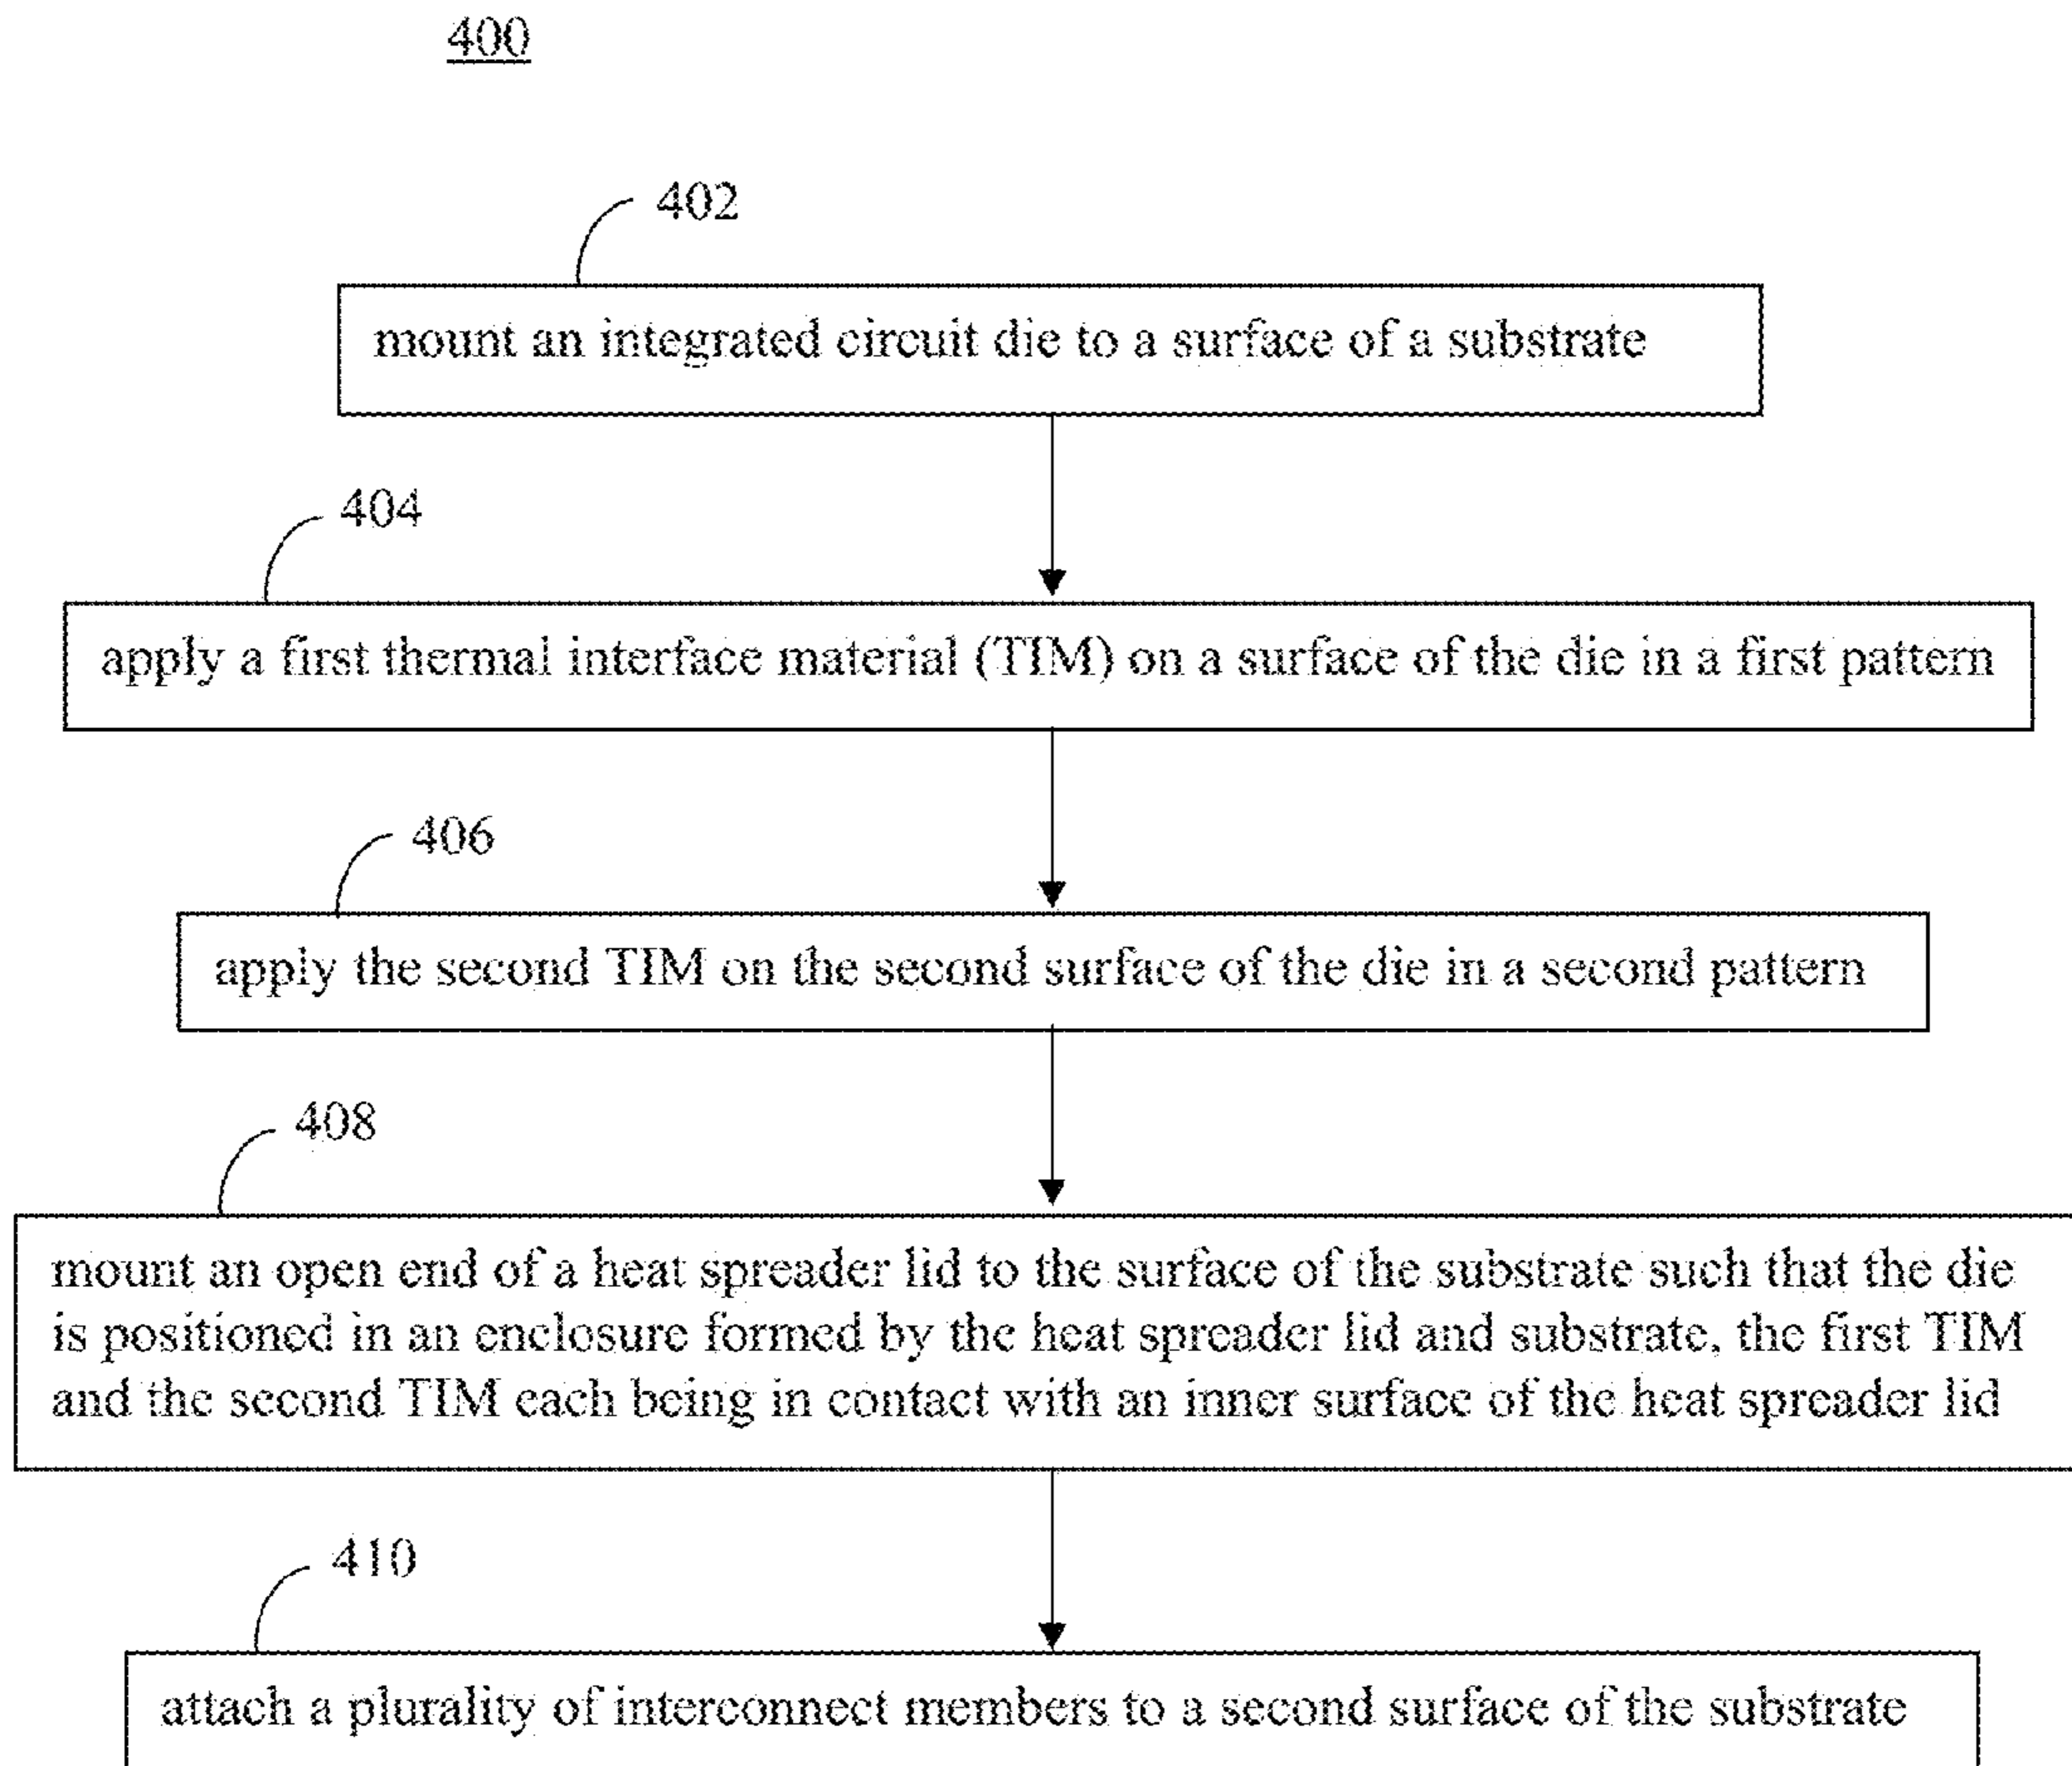 400
402
mount an integrated circuit die to a surface of a substrate
404
apply a first thermal interface material (TIM) on a surface of the die in a first pattern
406
apply the second TIM on the second surface of the die in a second pattern
408
mount an open end of a heat spreader lid to the surface of the substrate such that the die
is positioned in an enclosure formed by the heat spreader lid and substrate, the first TIM
and the second TIM each being in contact with an inner surface of the heat spreader lid
410
attach a plurality of interconnect members to a second surface of the substrate